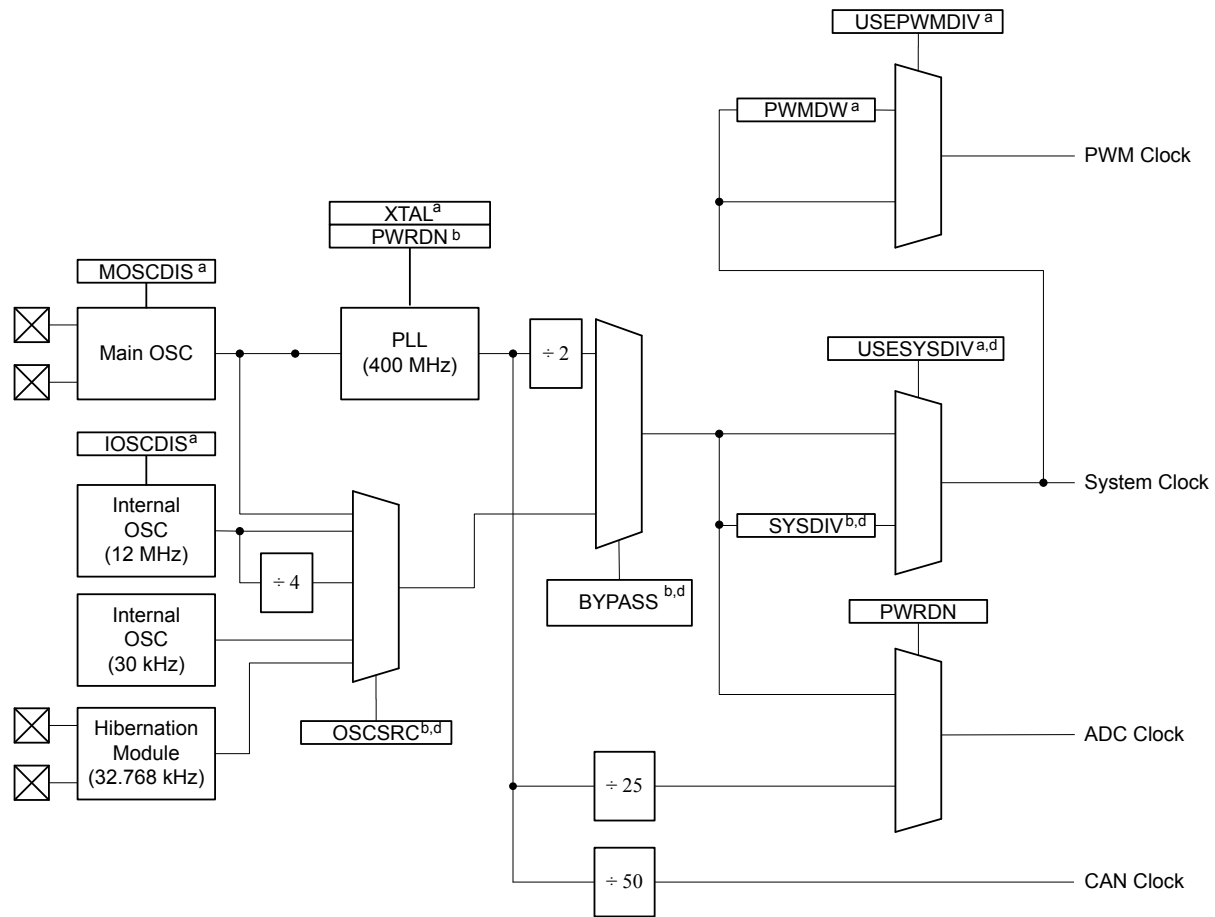 USEPWMDIV a
PWMDW a
PWM Clock
XTAL a
PWRDN b
MOSCDIS a
Main OSC
PLL
(400 MHz)
÷ 2
USESYSDIV a,d
IOSCDIS a
Internal
OSC
(12 MHz)
÷ 4
System Clock
SYSDIV b,d
BYPASS b,d
Internal
OSC
(30 kHz)
PWRDN
OSCSRC b,d
Hibernation
Module
(32.768 kHz)
ADC Clock
÷ 25
÷ 50
CAN Clock